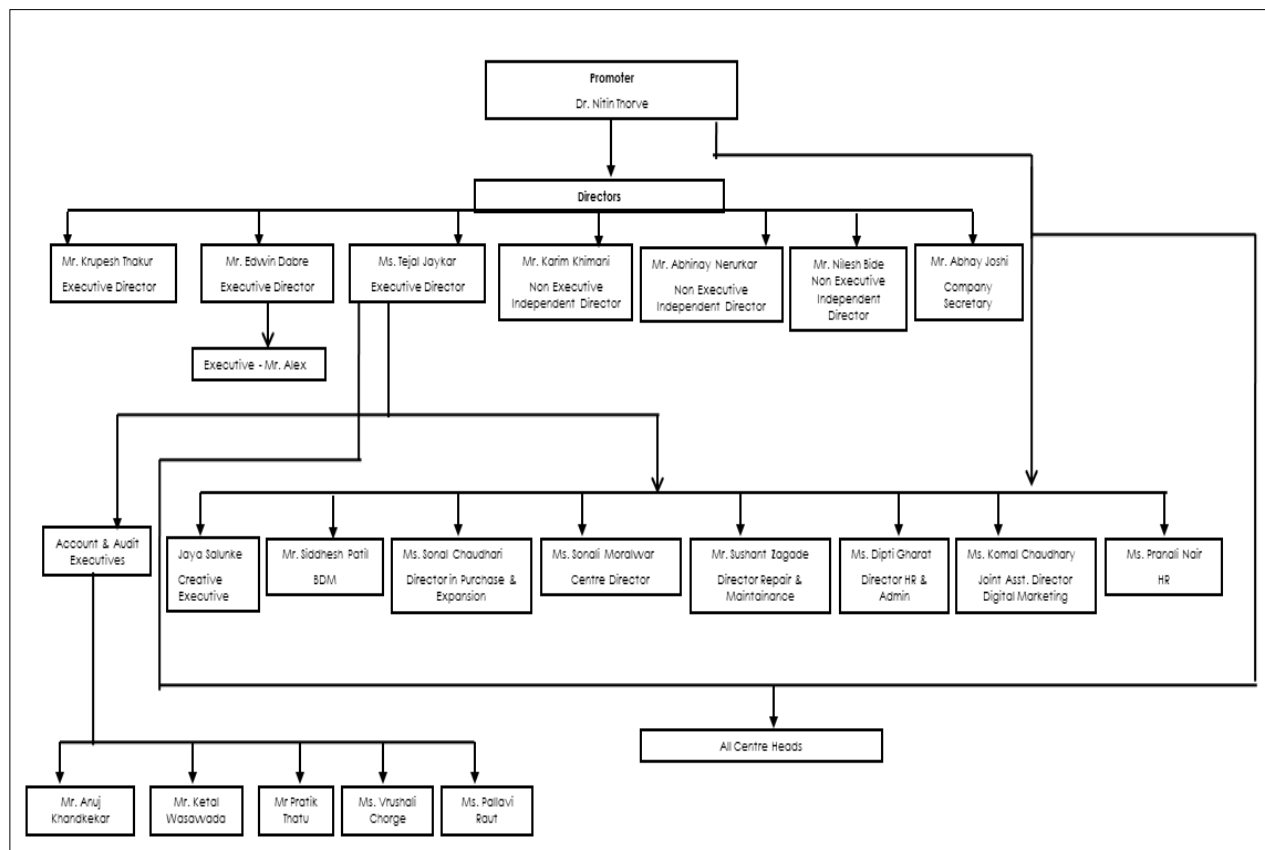 Promoter
Dr. Nitin Thorve
Directors
Mr. Krupesh Thakur
Executive Director
Mr. Edwin Dabre
Executive Director
Ms. Tejal Jaykar
Executive Director
Mr. Karim Khimani
Non Executive
Independent Director
Mr. Abhinay Nerurkar
Non Executive
Independent Director
Mr. Nilesh Bide
Non Executive
Independent
Director
Mr. Abhay Joshi
Company
Secretary
Executive - Mr. Alex
Account & Audit
Executives
Jaya Salunke
Creative
Executive
Mr. Siddhesh Patil
BDM
Ms. Sonal Chaudhari
Director in Purchase &
Expansion
Ms. Sonali Moralwar
Centre Director
Mr. Sushant Zagade
Director Repair &
Maintainance
Ms. Dipti Gharat
Director HR &
Admin
Ms. Komal Chaudhary
Joint Asst. Director
Digital Marketing
Ms. Pranali Nair
HR
All Centre Heads
Mr. Anuj
Khandkekar
Mr. Ketal
Wasawada
Mr Pratik
Thatu
Ms. Vrushali
Chorge
Ms. Pallavi
Raut